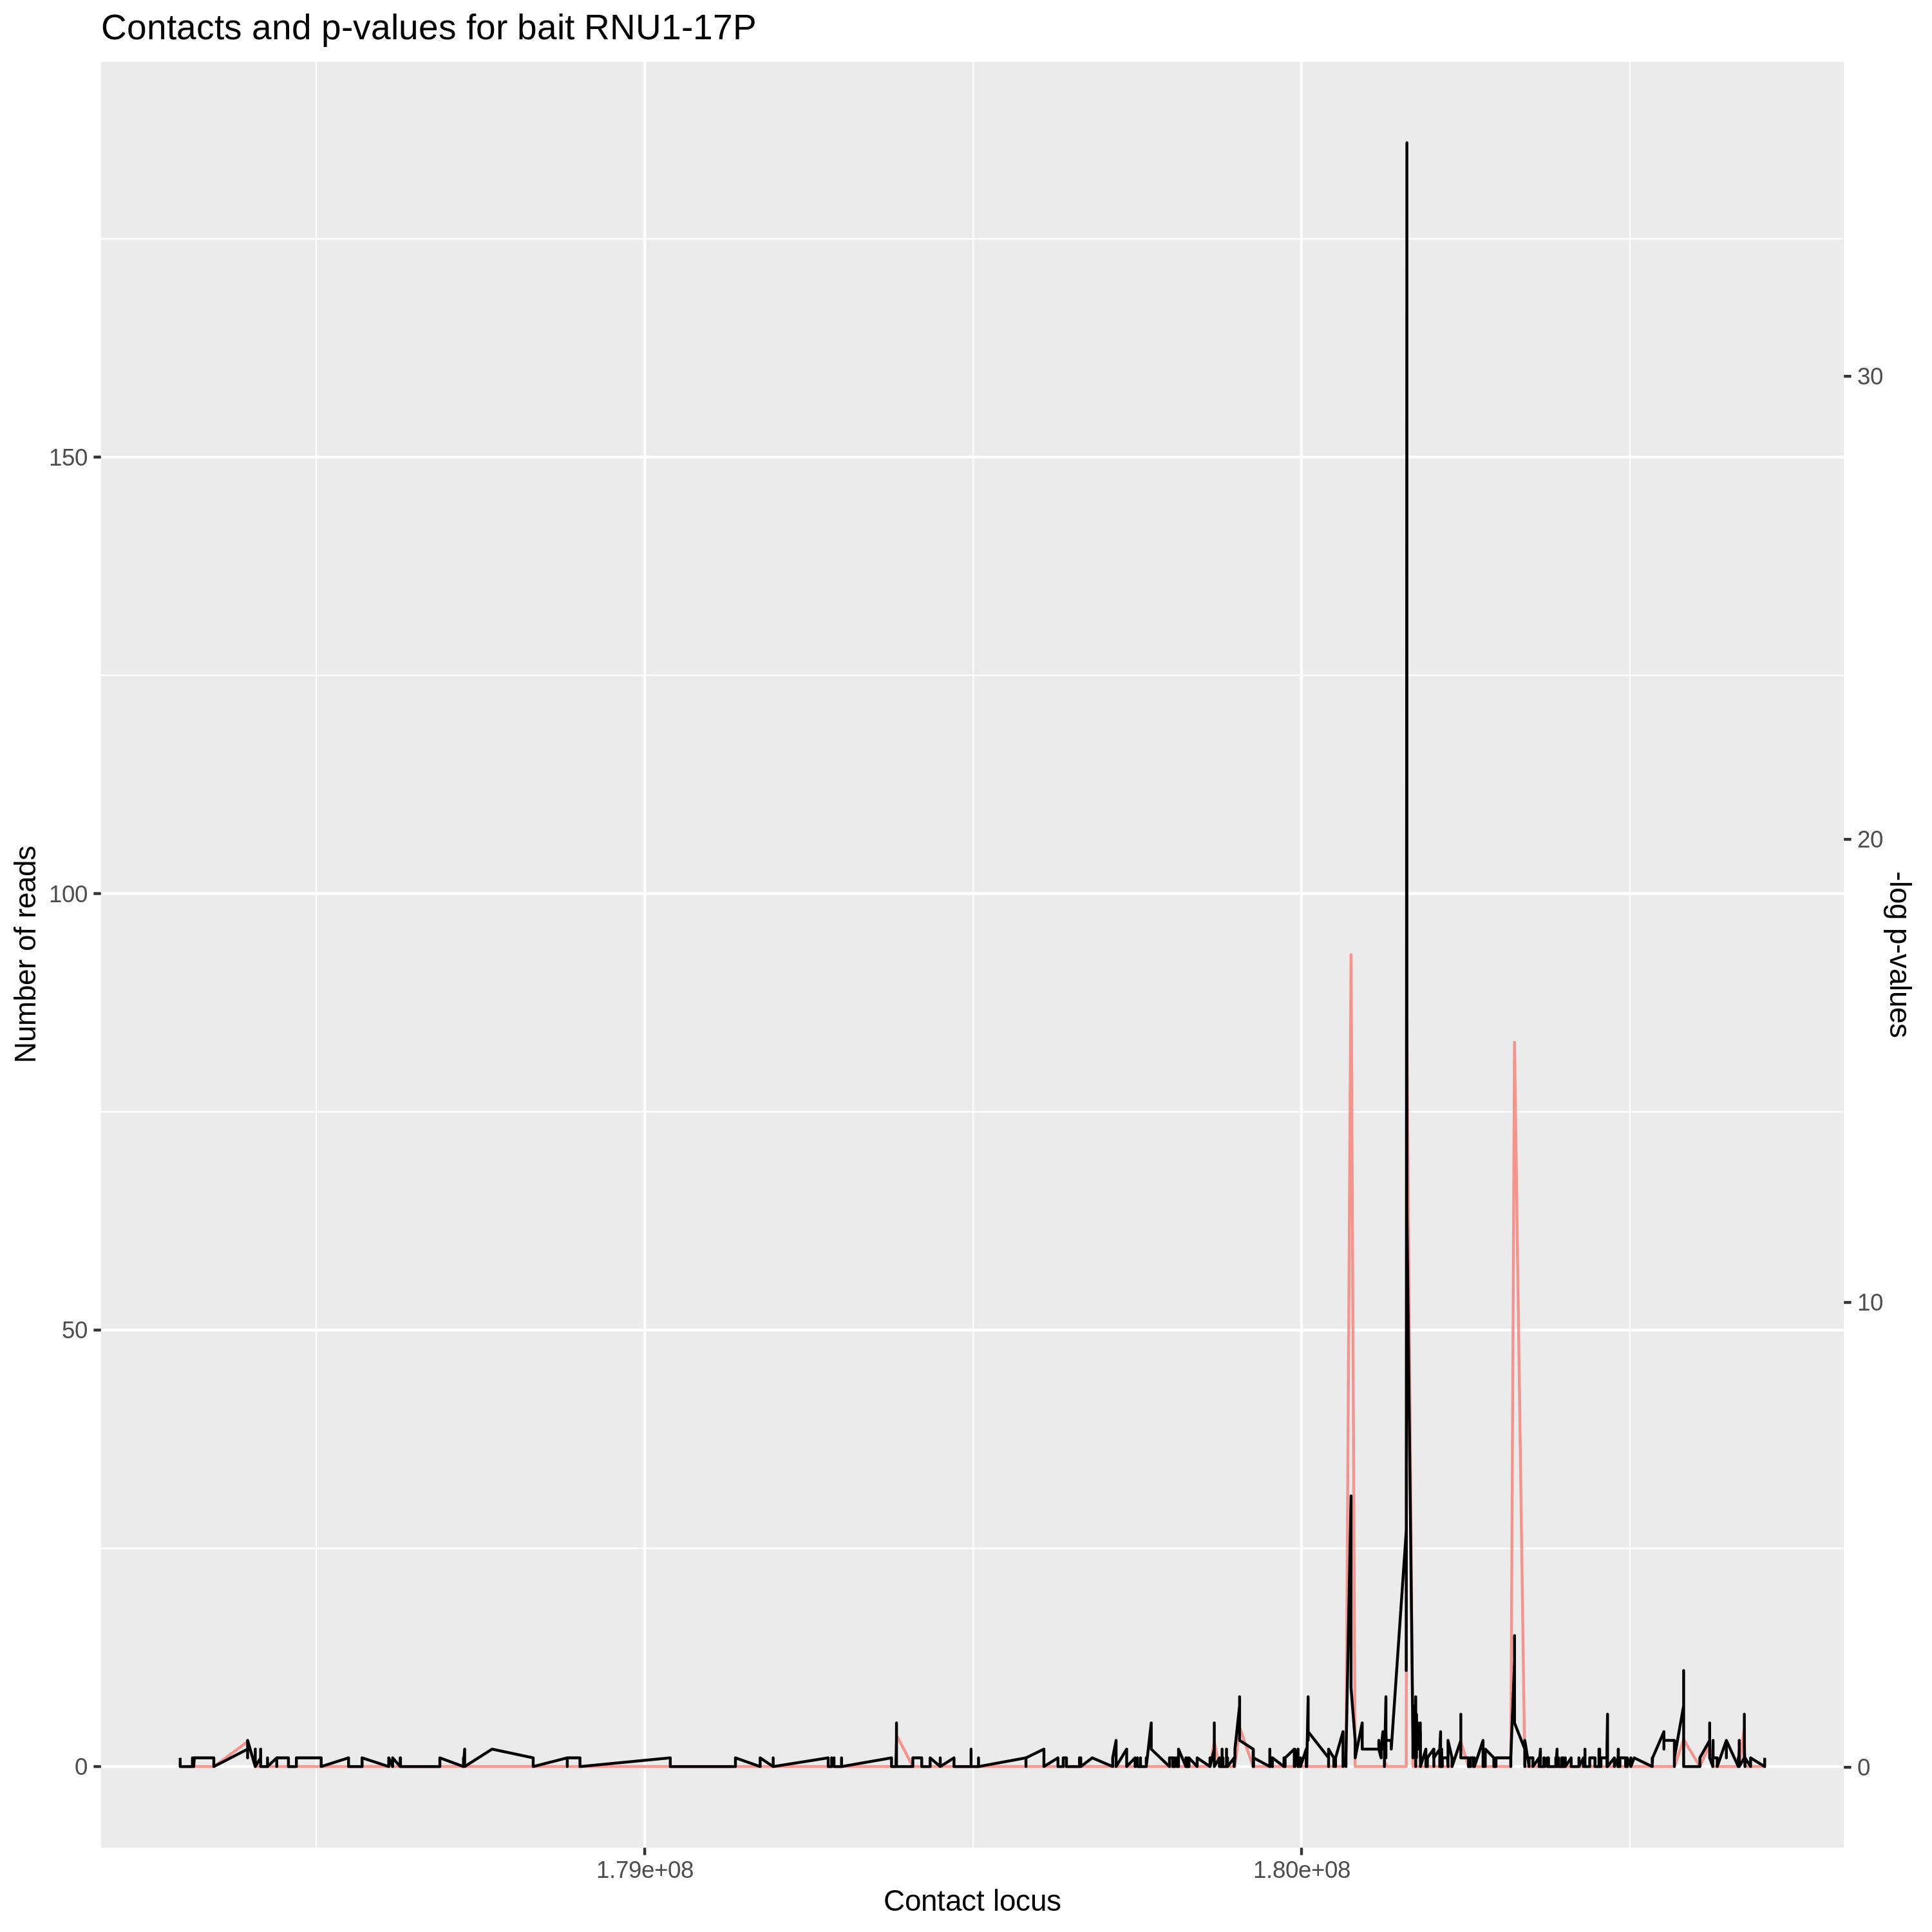 Contacts and p-values for bait RNU1-17P
Number of reads
150
100
50
0
30
20
10
0
-log p-values
1.79e+08
1.80e+08
Contact locus